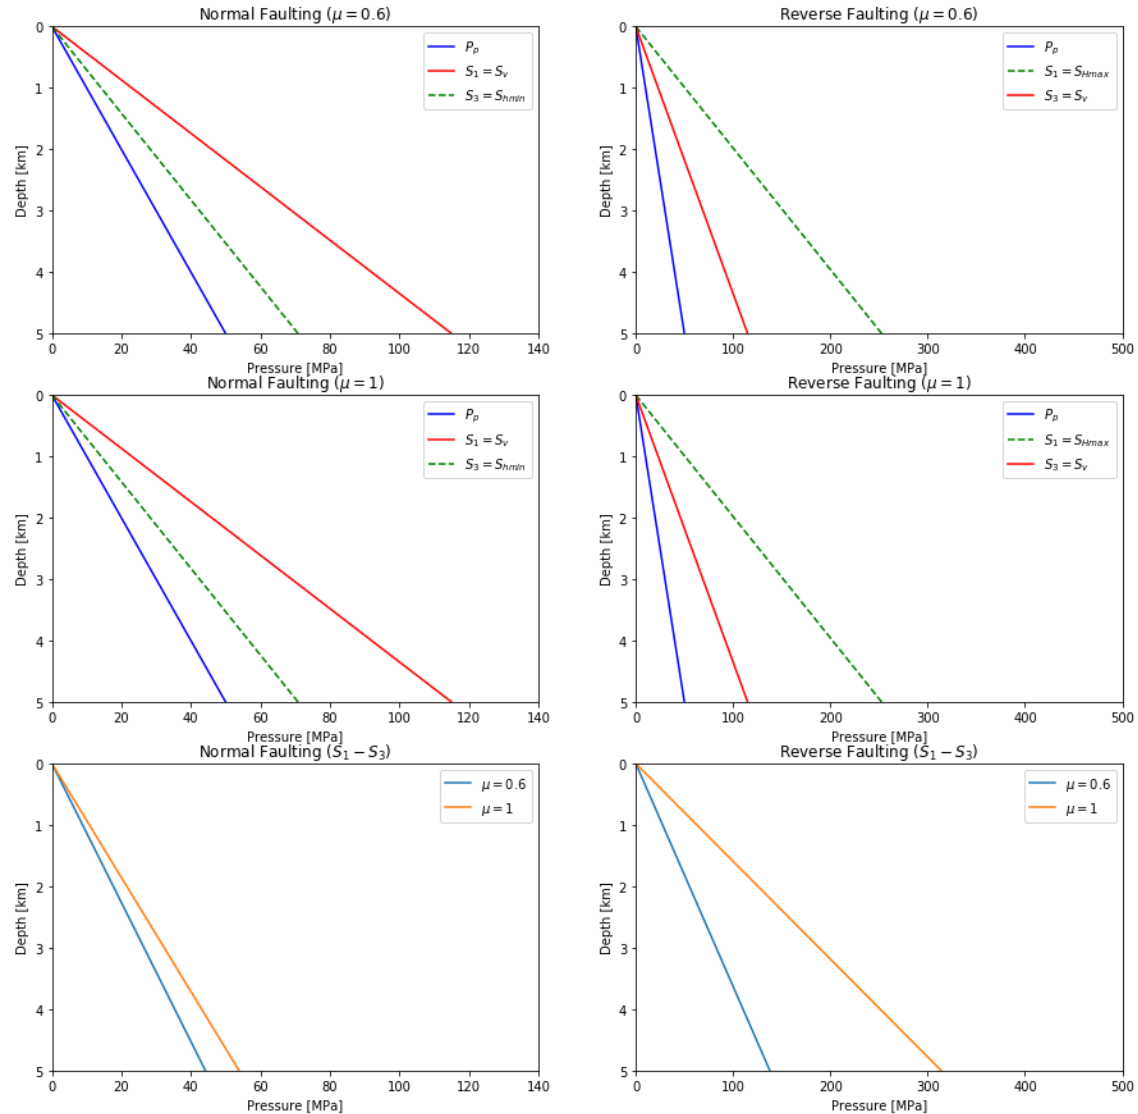 Normal Faulting (μ = 0.6)
0
1
2
3
4
5
Depth [km]
P_p
S_1 = S_v
S_3 = S_hmin
0 20 40 60 80 100 120 140
Pressure [MPa]
Reverse Faulting (μ = 0.6)
0
1
2
3
4
5
Depth [km]
P_p
S_1 = S_Hmax
S_3 = S_v
0 100 200 300 400 500
Pressure [MPa]
Normal Faulting (μ = 1)
0
1
2
3
4
5
Depth [km]
P_p
S_1 = S_v
S_3 = S_hmin
0 20 40 60 80 100 120 140
Pressure [MPa]
Reverse Faulting (μ = 1)
0
1
2
3
4
5
Depth [km]
P_p
S_1 = S_Hmax
S_3 = S_v
0 100 200 300 400 500
Pressure [MPa]
Normal Faulting (S_1 − S_3)
0
1
2
3
4
5
Depth [km]
μ = 0.6
μ = 1
0 20 40 60 80 100 120 140
Pressure [MPa]
Reverse Faulting (S_1 − S_3)
0
1
2
3
4
5
Depth [km]
μ = 0.6
μ = 1
0 100 200 300 400 500
Pressure [MPa]